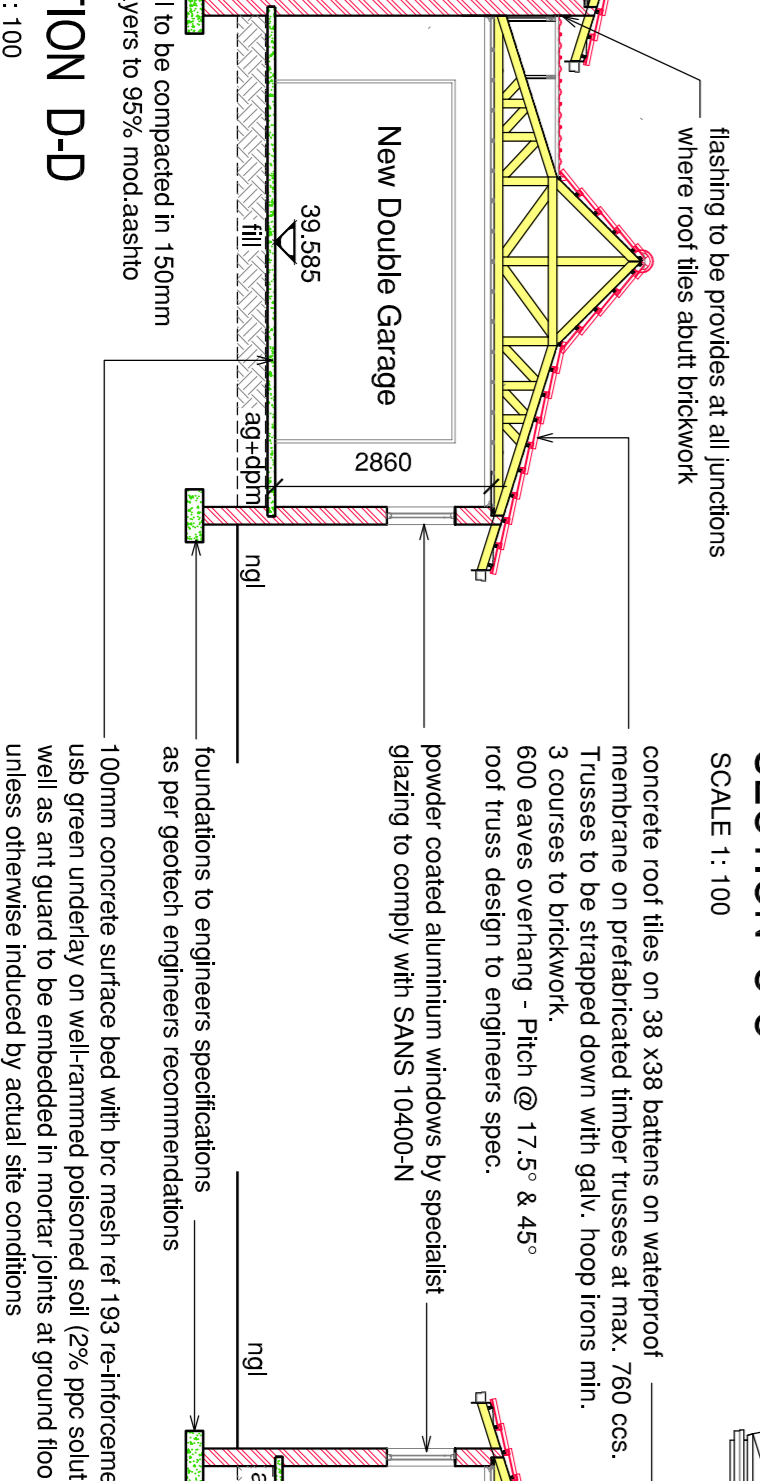 flashing to be provides at all junctions
where roof tiles abutt brickwork
SCALE 1: 100
concrete roof tiles on 38 x38 battens on waterproof
membrane on prefabricated timber trusses at max. 760 ccs.
Trusses to be strapped down with galv. hoop irons min.
3 courses to brickwork.
600 eaves overhang - Pitch @ 17.5° & 45°
roof truss design to engineers spec.
powder coated aluminium windows by specialist
glazing to comply with SANS 10400-N
New Double Garage
2860
39.585
fill
ag+dpm
ngl
ngl
foundations to engineers specifications
as per geotech engineers recommendations
l to be compacted in 150mm
yers to 95% mod.aashto
100mm concrete surface bed with brc mesh ref 193 re-inforceme
usb green underlay on well-rammed poisoned soil (2% ppc solut
well as ant guard to be embedded in mortar joints at ground floo
unless otherwise induced by actual site conditions
TION D-D
: 100